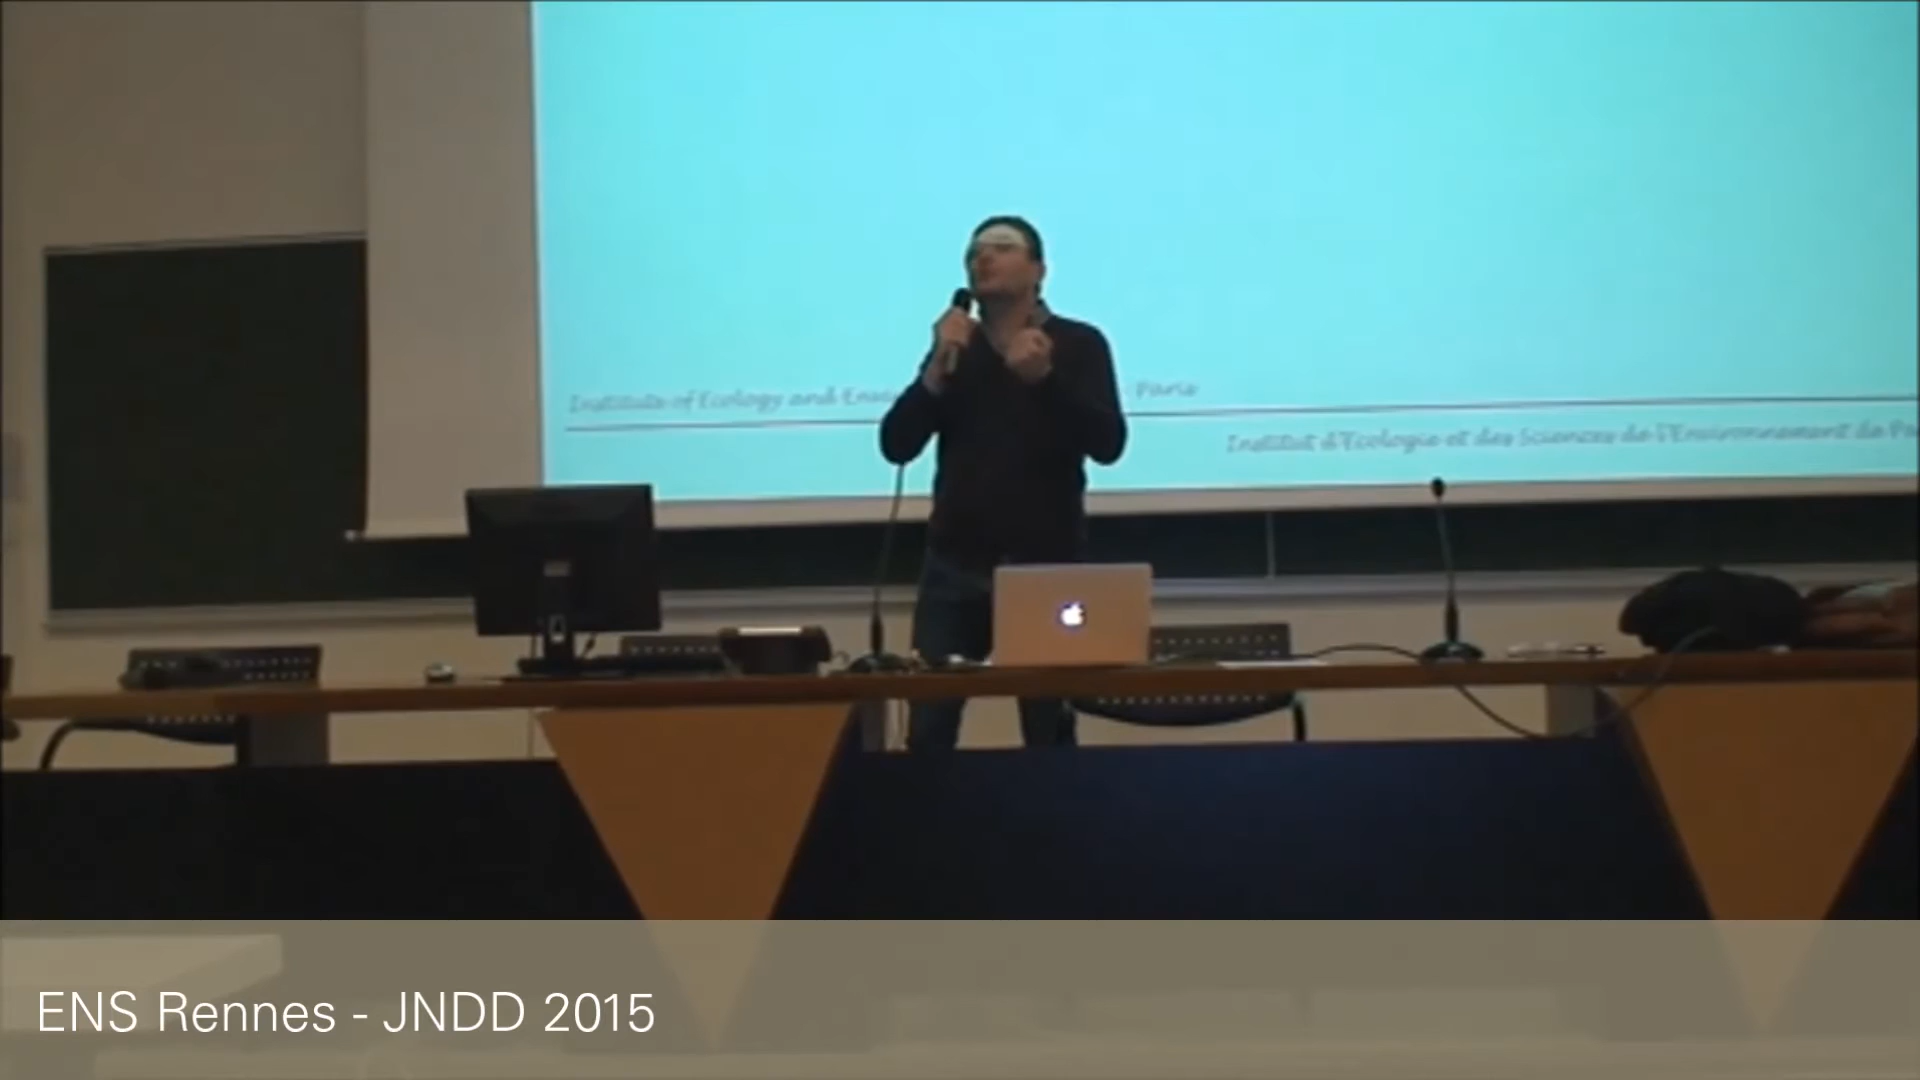 Institute of Ecology and Paris
Institut d'Ecologie et des Sciences de l'Environnement de
ENS Rennes - JNDD 2015